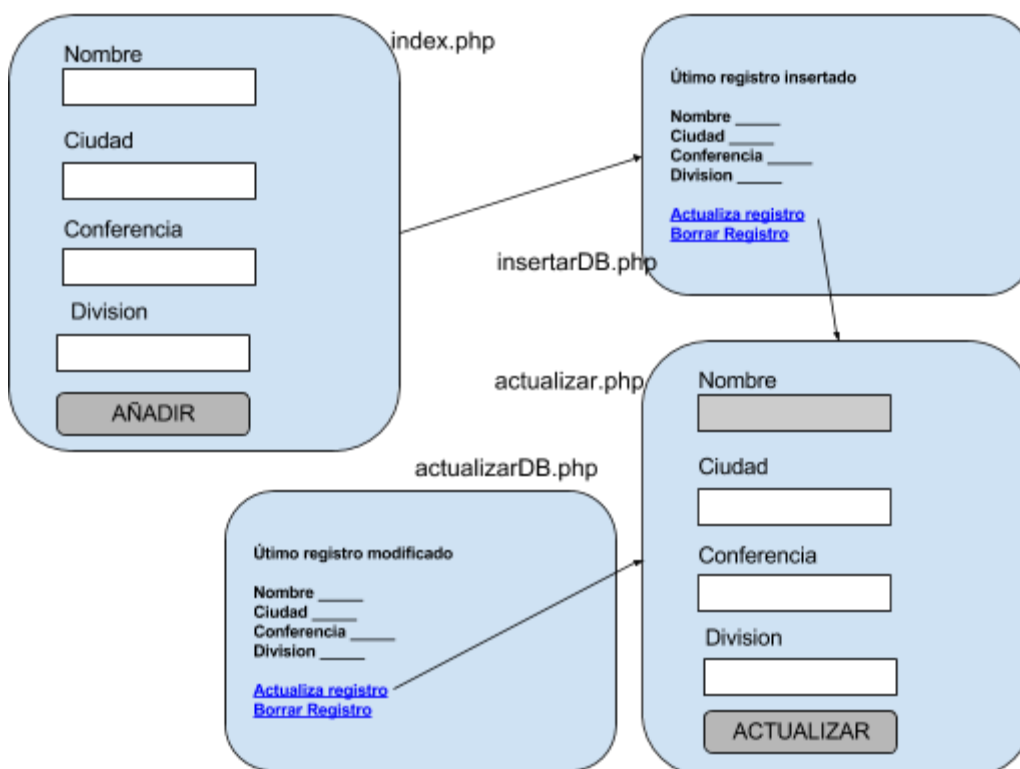 index.php
Nombre
Ciudad
Conferencia
Division
AÑADIR
Útimo registro insertado
Nombre _____
Ciudad _____
Conferencia _____
Division _____
Actualiza registro
Borrar Registro
insertarDB.php
actualizar.php
Nombre
Ciudad
Conferencia
Division
ACTUALIZAR
actualizarDB.php
Útimo registro modificado
Nombre _____
Ciudad _____
Conferencia _____
Division _____
Actualiza registro
Borrar Registro